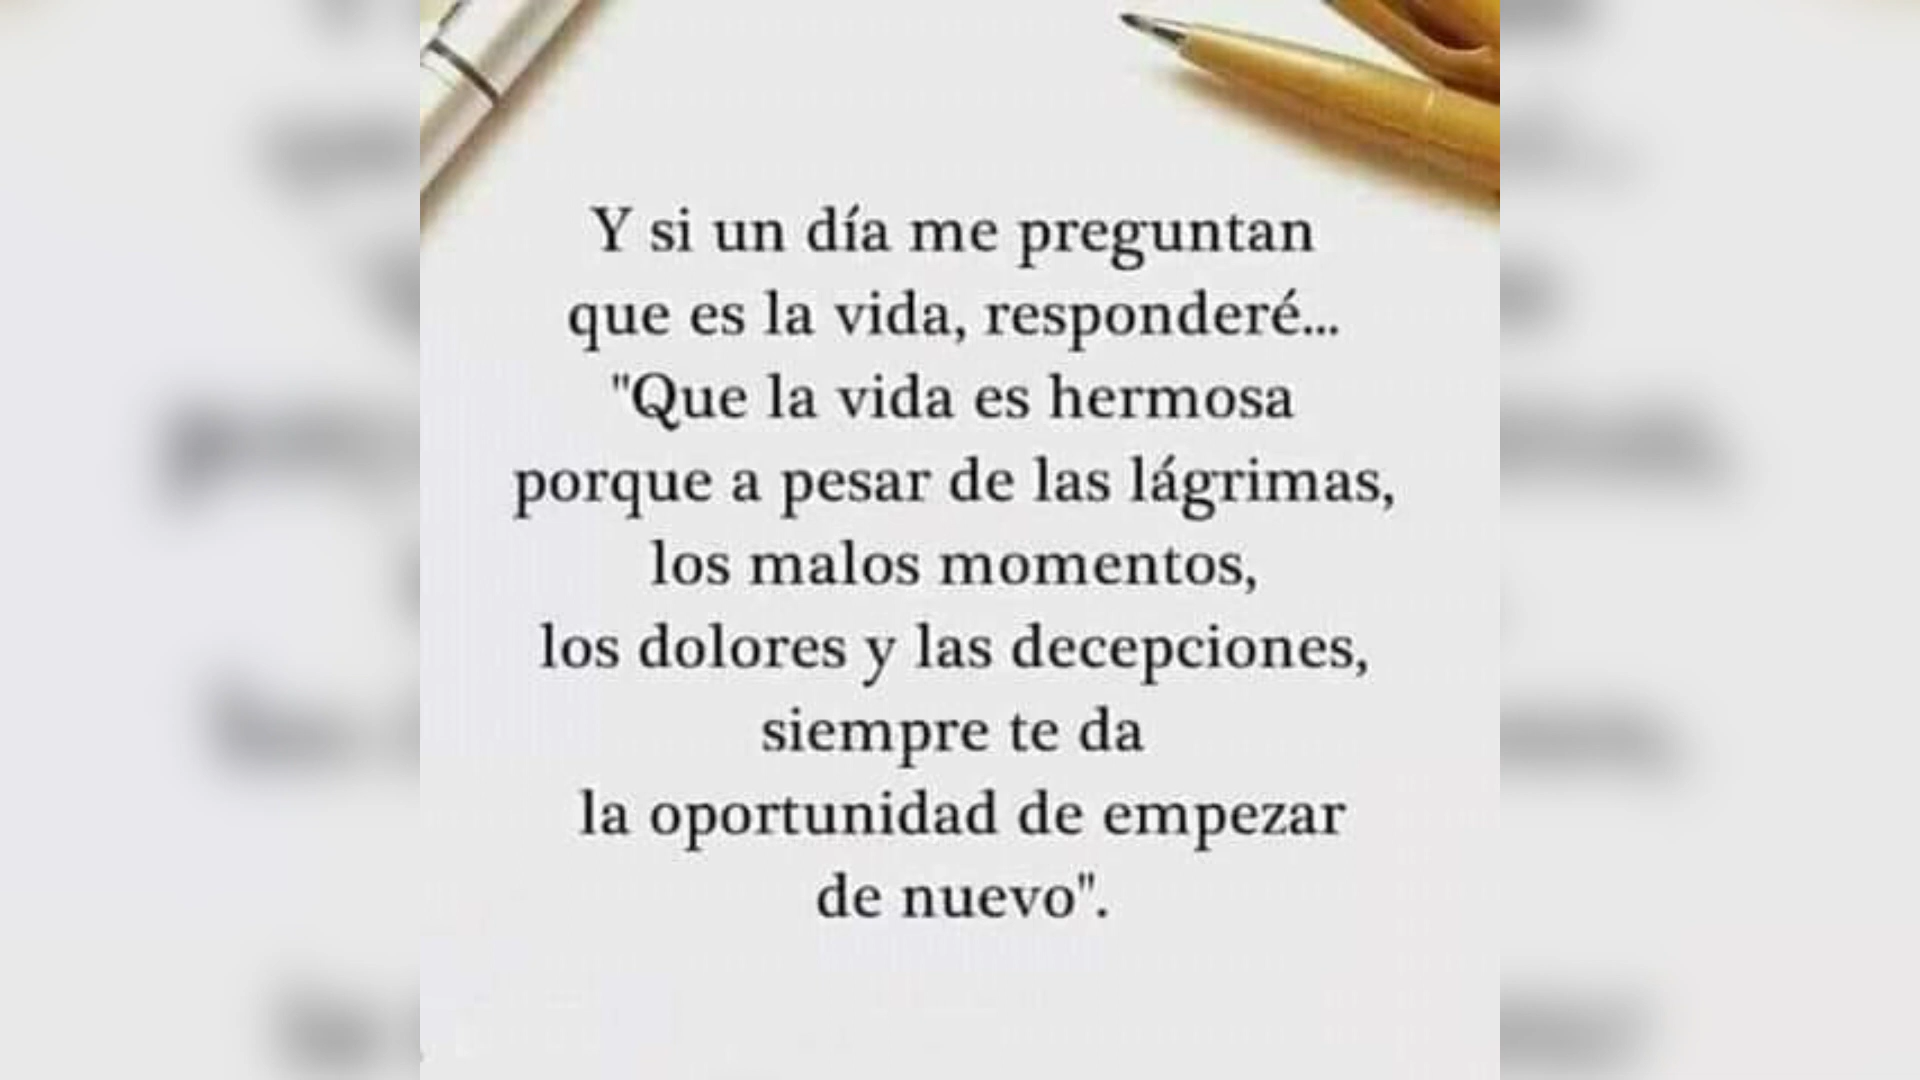 Y si un día me preguntan
que es la vida, responderé...
"Que la vida es hermosa
porque a pesar de las lágrimas,
los malos momentos,
los dolores y las decepciones,
siempre te da
la oportunidad de empezar
de nuevo".